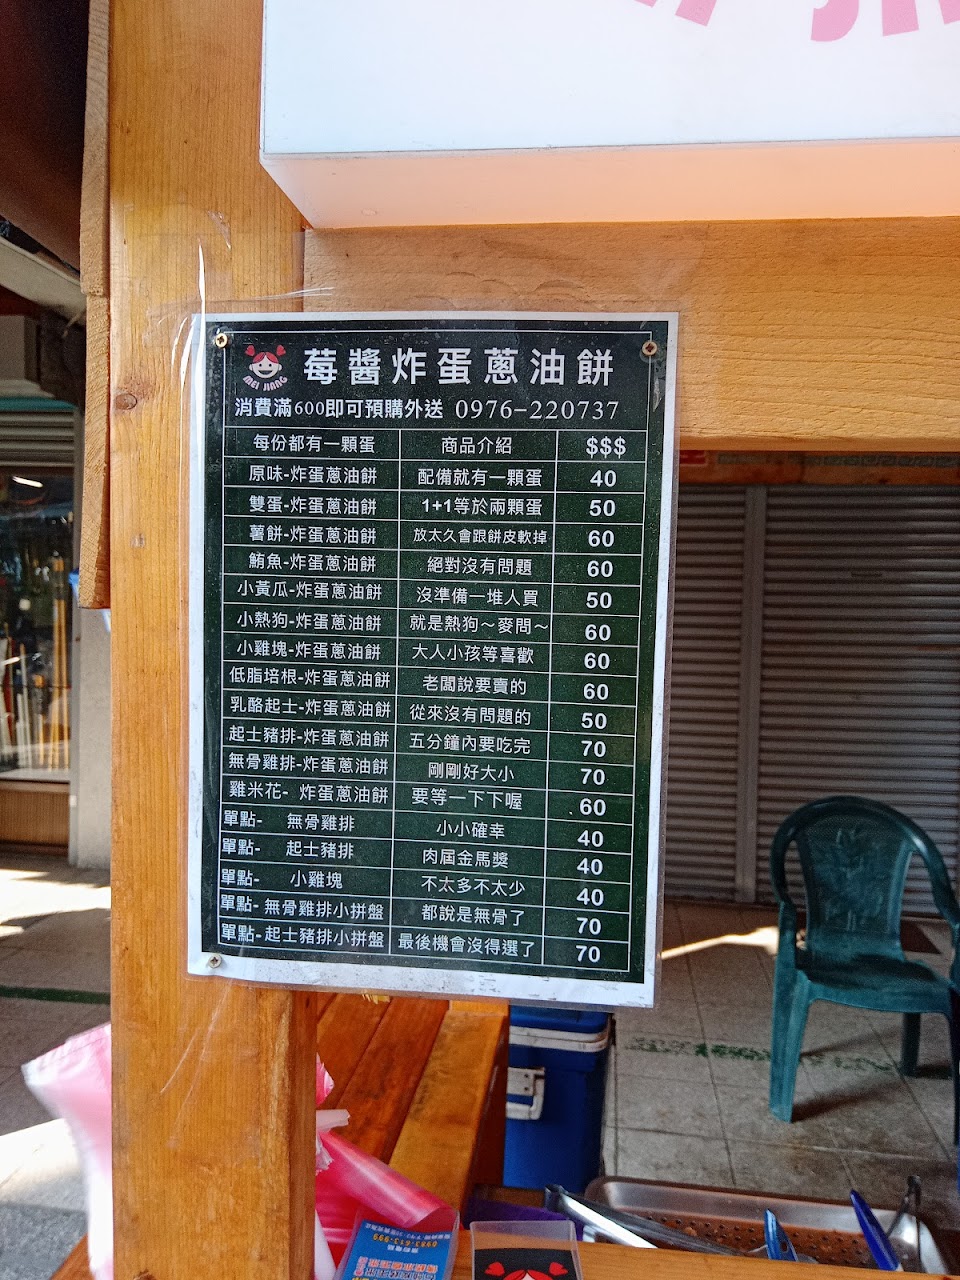 莓醬炸蛋蔥油餅
MEI JIANG
消費滿600即可預購外送 0976-220737
每份都有一顆蛋 商品介紹 $$$
原味-炸蛋蔥油餅 配備就有一顆蛋 40
雙蛋-炸蛋蔥油餅 1+1等於兩顆蛋 50
薯餅-炸蛋蔥油餅 放太久會跟餅皮軟掉 60
鮪魚-炸蛋蔥油餅 絕對沒有問題 60
小黃瓜-炸蛋蔥油餅 沒準備一堆人買 50
小熱狗-炸蛋蔥油餅 就是熱狗～麥問～ 60
小雞塊-炸蛋蔥油餅 大人小孩等喜歡 60
低脂培根-炸蛋蔥油餅 老闆說要賣的 60
乳酪起士-炸蛋蔥油餅 從來沒有問題的 50
起士豬排-炸蛋蔥油餅 五分鐘內要吃完 70
無骨雞排-炸蛋蔥油餅 剛剛好大小 70
雞米花- 炸蛋蔥油餅 要等一下下喔 60
單點- 無骨雞排 小小確幸 40
單點- 起士豬排 肉屆金馬獎 40
單點- 小雞塊 不太多不太少 40
單點- 無骨雞排小拼盤 都說是無骨了 70
單點- 起士豬排小拼盤 最後機會沒得選了 70